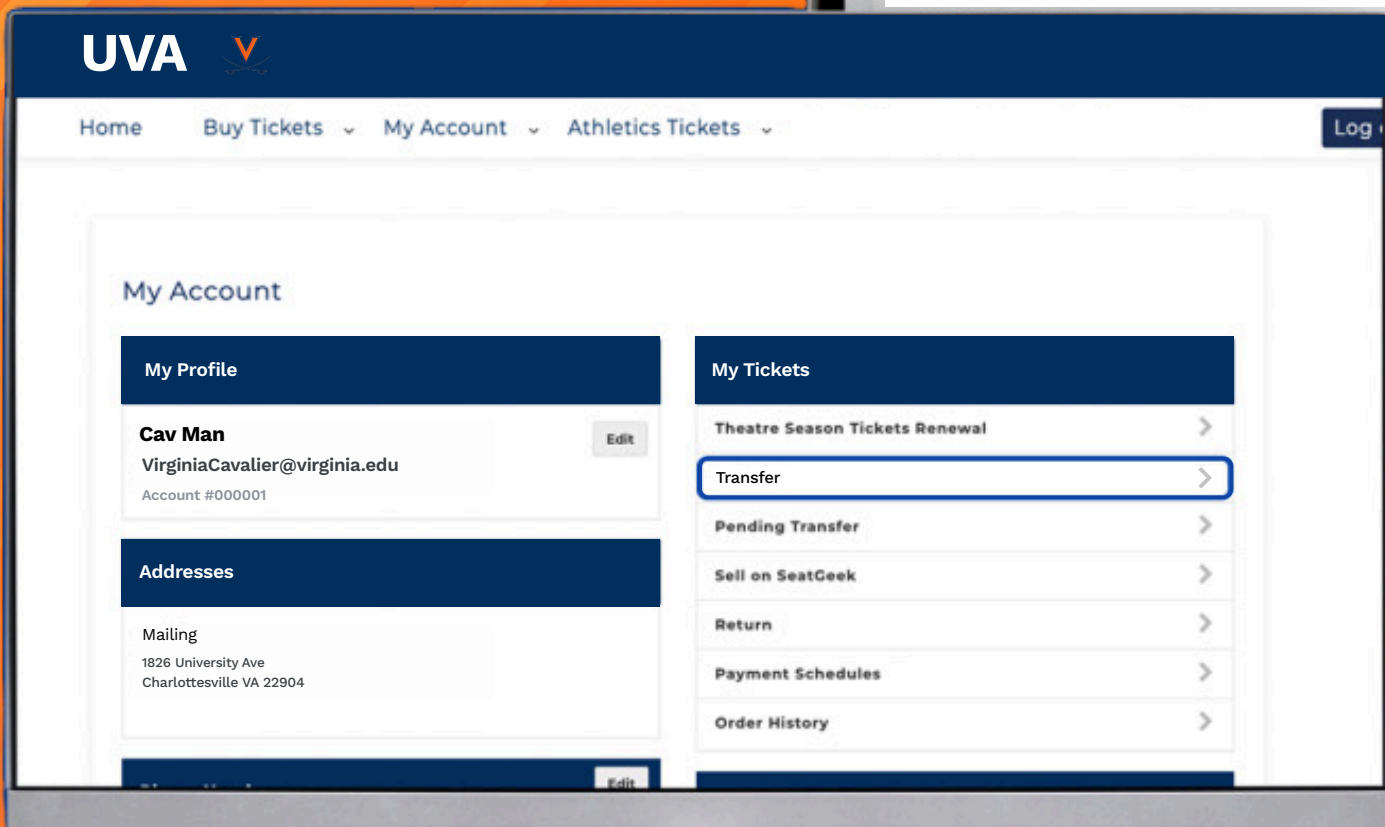 UVA
Home Buy Tickets My Account Athletics Tickets Log
My Account
My Profile
Cav Man
Edit
VirginiaCavalier@virginia.edu
Account #000001
Addresses
Mailing
1826 University Ave
Charlottesville VA 22904
Edit
My Tickets
Theatre Season Tickets Renewal
Transfer
Pending Transfer
Sell on SeatGeek
Return
Payment Schedules
Order History